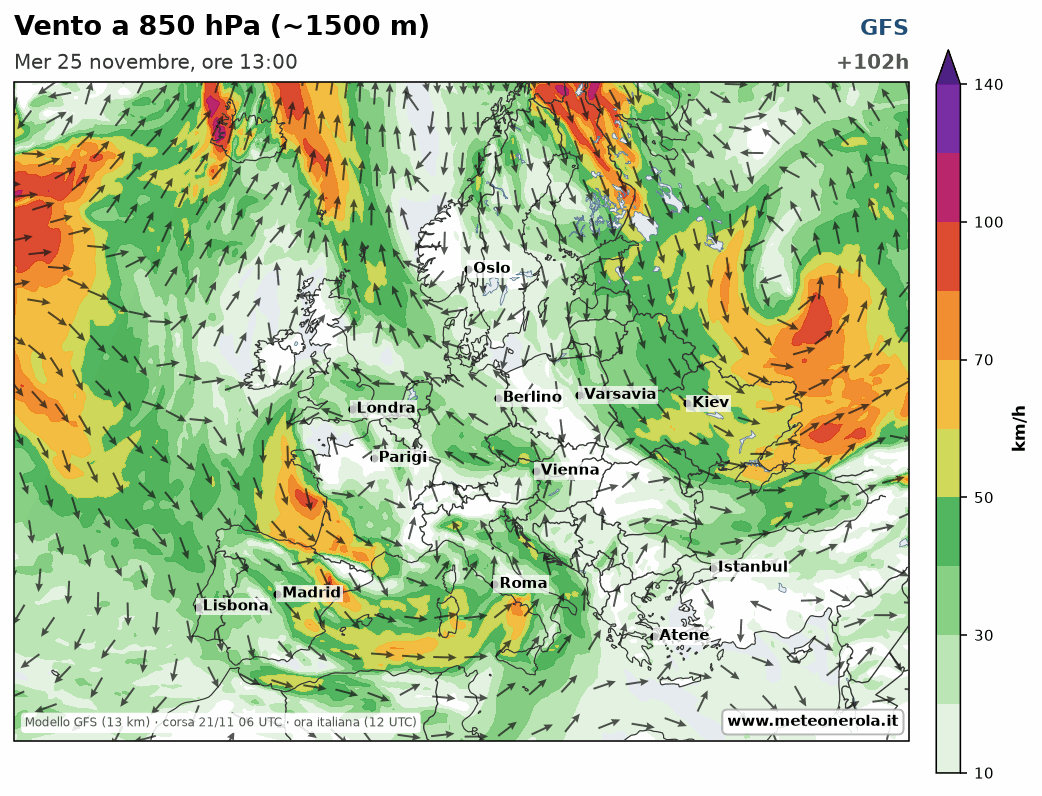 Vento a 850 hPa (~1500 m)
GFS
Mer 25 novembre, ore 13:00
+102h
140
100
70
50
30
10
km/h
Oslo
Berlino
Varsavia
Kiev
Londra
Parigi
Vienna
Istanbul
Roma
Madrid
Lisbona
Atene
Modello GFS (13 km) · corsa 21/11 06 UTC · ora italiana (12 UTC)
www.meteonerola.it